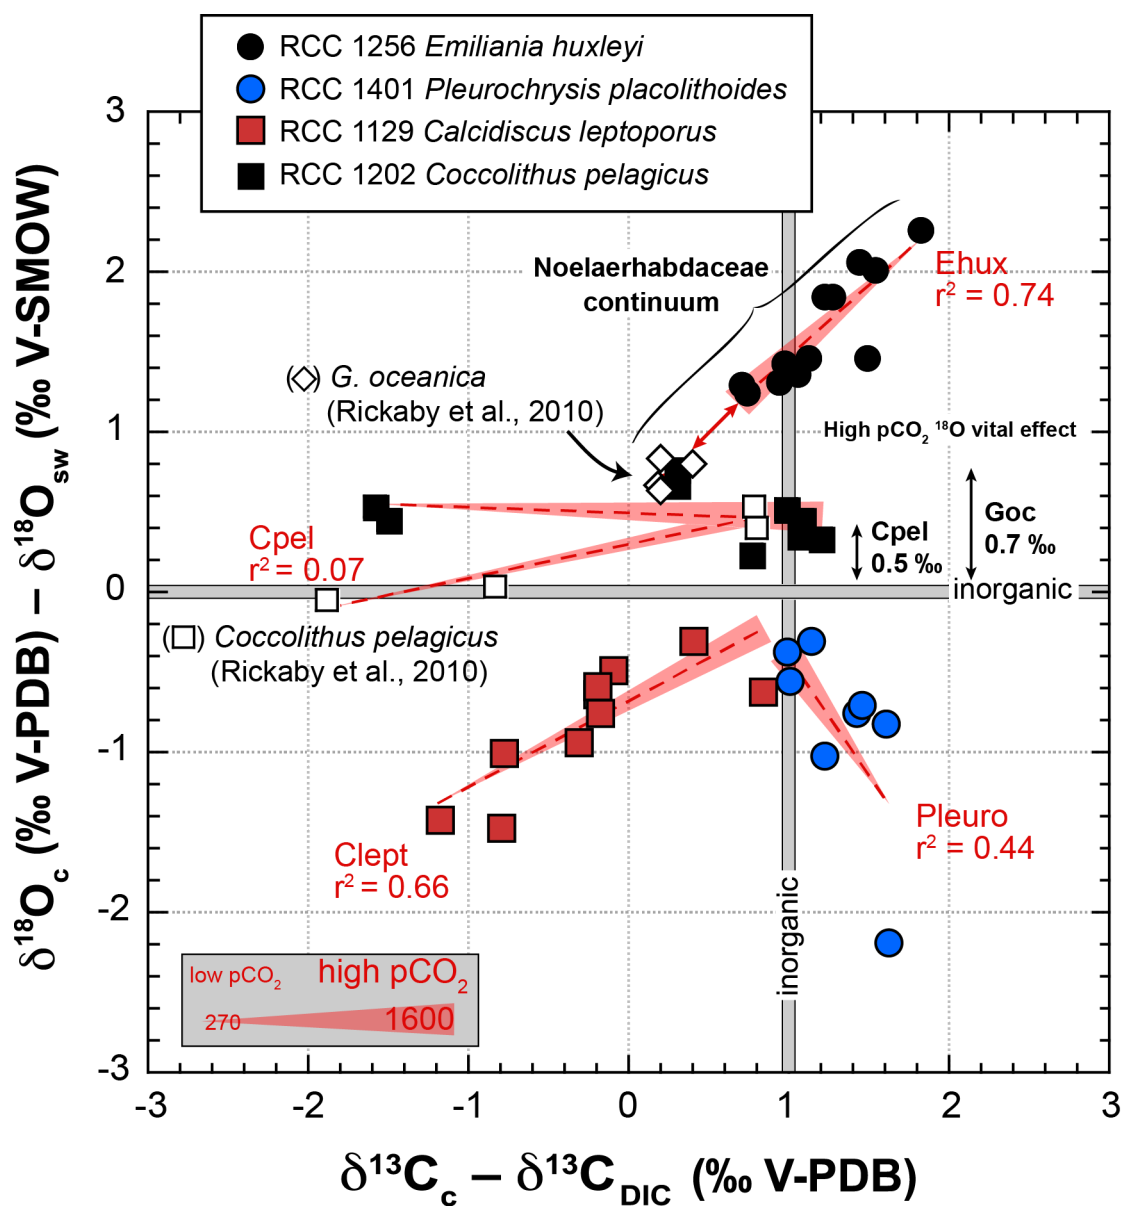 RCC 1256 Emiliania huxleyi
RCC 1401 Pleurochrysis placolithoides
RCC 1129 Calcidiscus leptoporus
RCC 1202 Coccolithus pelagicus
δ¹⁸Oc (‰ V-PDB) – δ¹⁸Osw (‰ V-SMOW)
3
2
1
0
-1
-2
-3
Noelaerhabdaceae
continuum
Ehux
r² = 0.74
( ) G. oceanica
(Rickaby et al., 2010)
High pCO₂ ¹⁸O vital effect
Cpel
r² = 0.07
Cpel
0.5 ‰
Goc
0.7 ‰
inorganic
( ) Coccolithus pelagicus
(Rickaby et al., 2010)
Clept
r² = 0.66
Pleuro
r² = 0.44
inorganic
low pCO₂
high pCO₂
270
1600
-3
-2
-1
0
1
2
3
δ¹³Cc – δ¹³CDIC (‰ V-PDB)